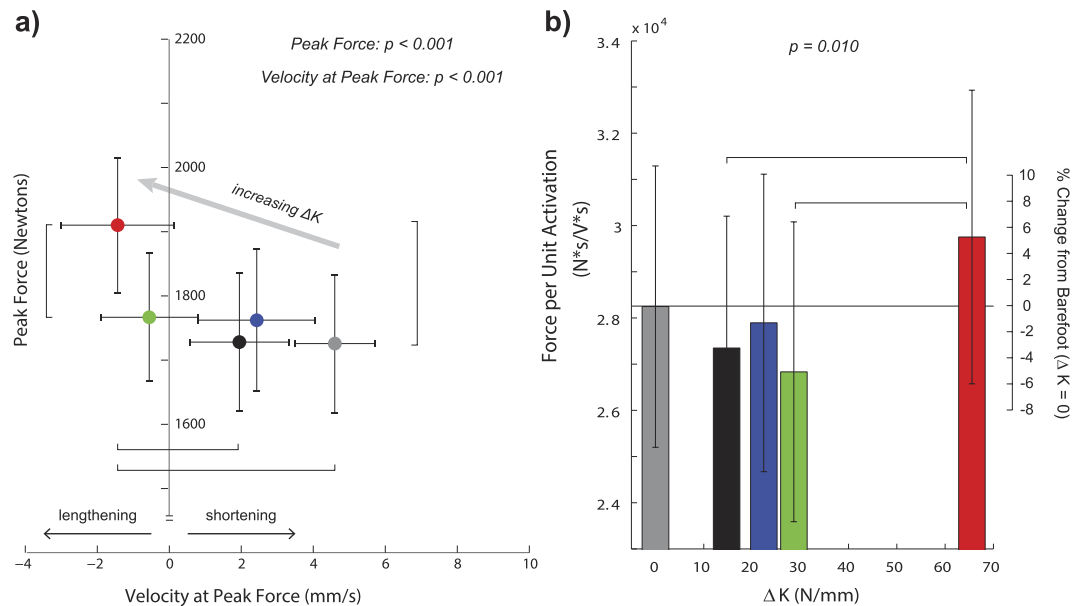 a)
2200
Peak Force: p < 0.001
Velocity at Peak Force: p < 0.001
2000
increasing ΔK
Peak Force (Newtons)
1800
1600
lengthening
shortening
−4 −2 0 2 4 6 8
Velocity at Peak Force (mm/s)
b)
x 10⁴
3.4
p = 0.010
3.2
3
2.8
2.6
2.4
Force per Unit Activation
(N*s/V*s)
10
8
6
4
2
0
-2
-4
-6
-8
% Change from Barefoot (Δ K = 0)
0 10 20 30 40 50 60 70
Δ K (N/mm)